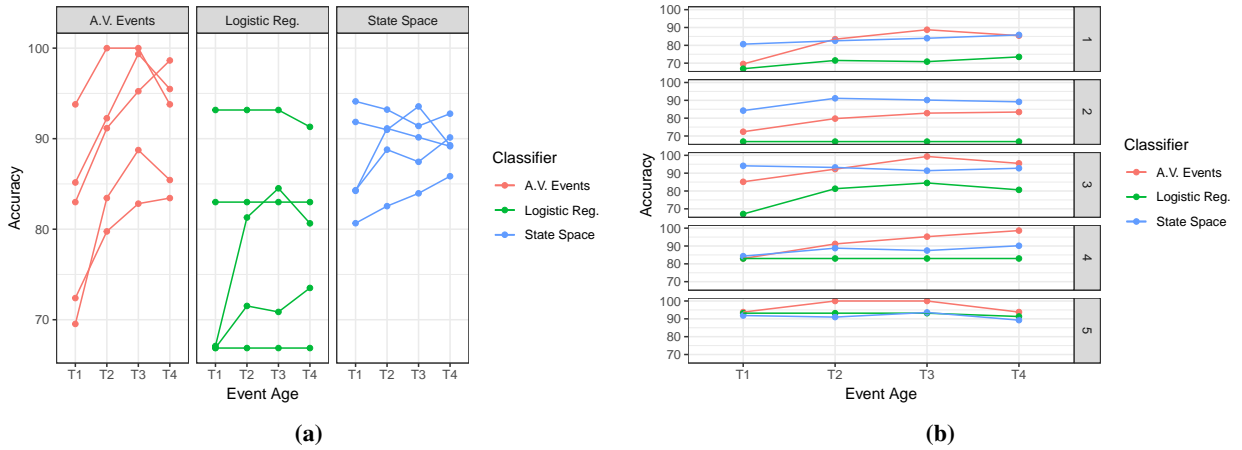 A.V. Events Logistic Reg. State Space
100
90
80
70
Accuracy
T1 T2 T3 T4 T1 T2 T3 T4 T1 T2 T3 T4
Event Age
Classifier
A.V. Events
Logistic Reg.
State Space
(a)
100
90
80
70
1
100
90
80
70
2
100
90
80
70
3
100
90
80
70
4
100
90
80
70
5
Accuracy
T1 T2 T3 T4
Event Age
Classifier
A.V. Events
Logistic Reg.
State Space
(b)